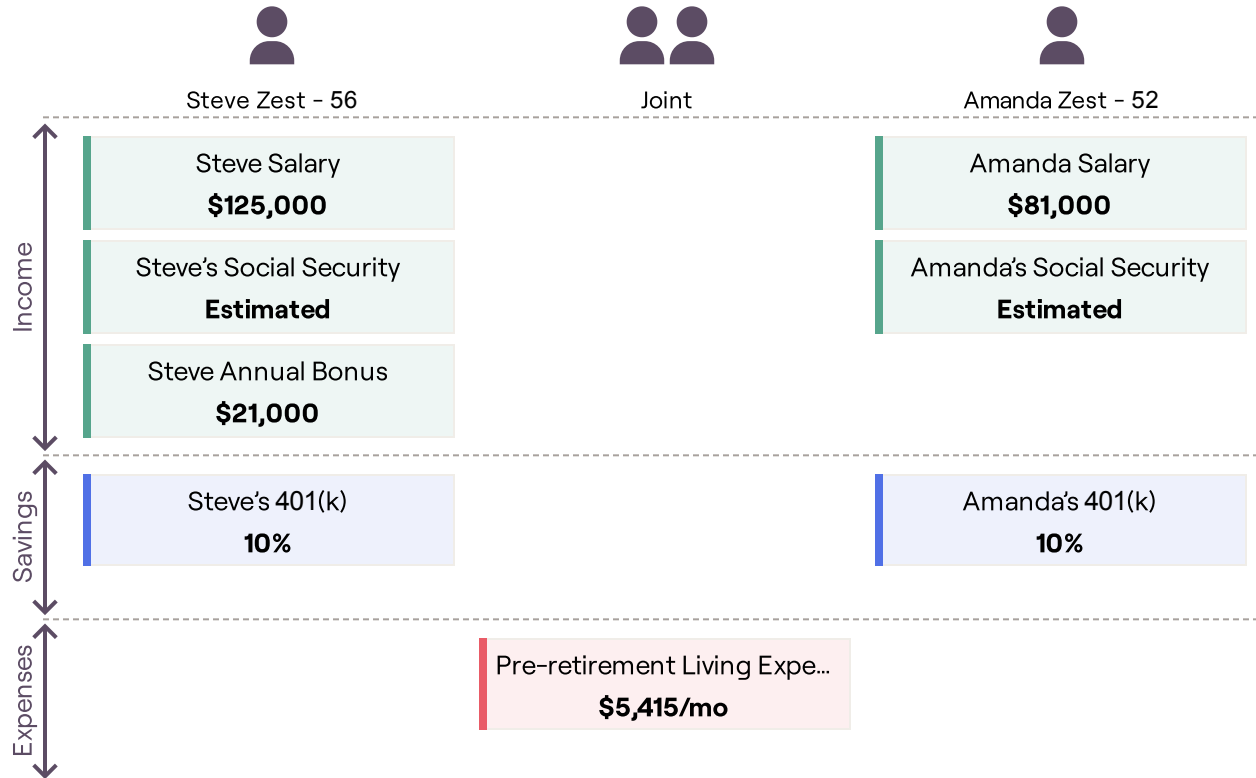 Steve Zest - 56
Joint
Amanda Zest - 52
Income
Steve Salary
$125,000
Amanda Salary
$81,000
Steve's Social Security
Estimated
Amanda's Social Security
Estimated
Steve Annual Bonus
$21,000
Savings
Steve's 401(k)
10%
Amanda's 401(k)
10%
Expenses
Pre-retirement Living Expe...
$5,415/mo